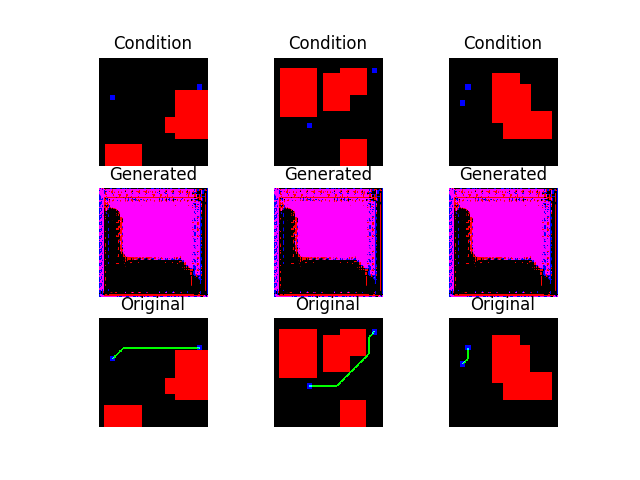 Condition Condition Condition
Generated Generated Generated
Original Original Original